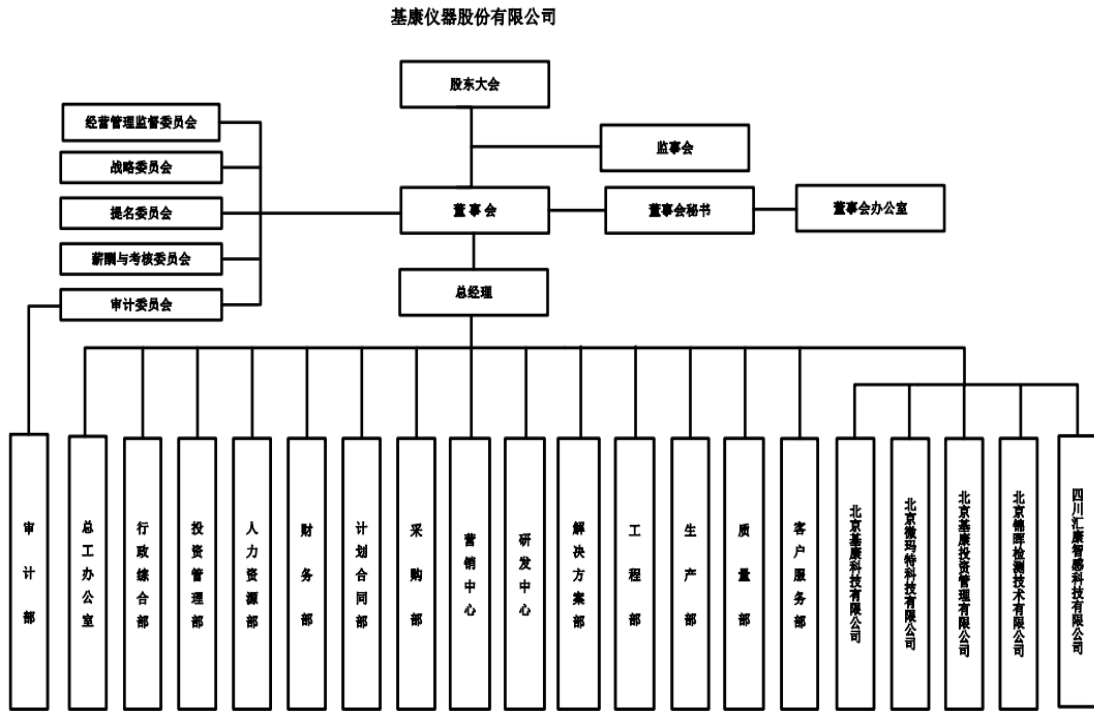 基康仪器股份有限公司
股东大会
经营管理监督委员会
监事会
战略委员会
提名委员会
董事会
董事会秘书
董事会办公室
薪酬与考核委员会
总经理
审计委员会
审计部
总工办公室
行政综合部
投资管理部
人力资源部
财务部
计划合同部
采购部
营销中心
研发中心
解决方案部
工程部
生产部
质量部
客户服务部
北京基康科技有限公司
北京微玛特科技有限公司
北京基康投资管理有限公司
北京锦晖检测技术有限公司
四川汇康智感科技有限公司